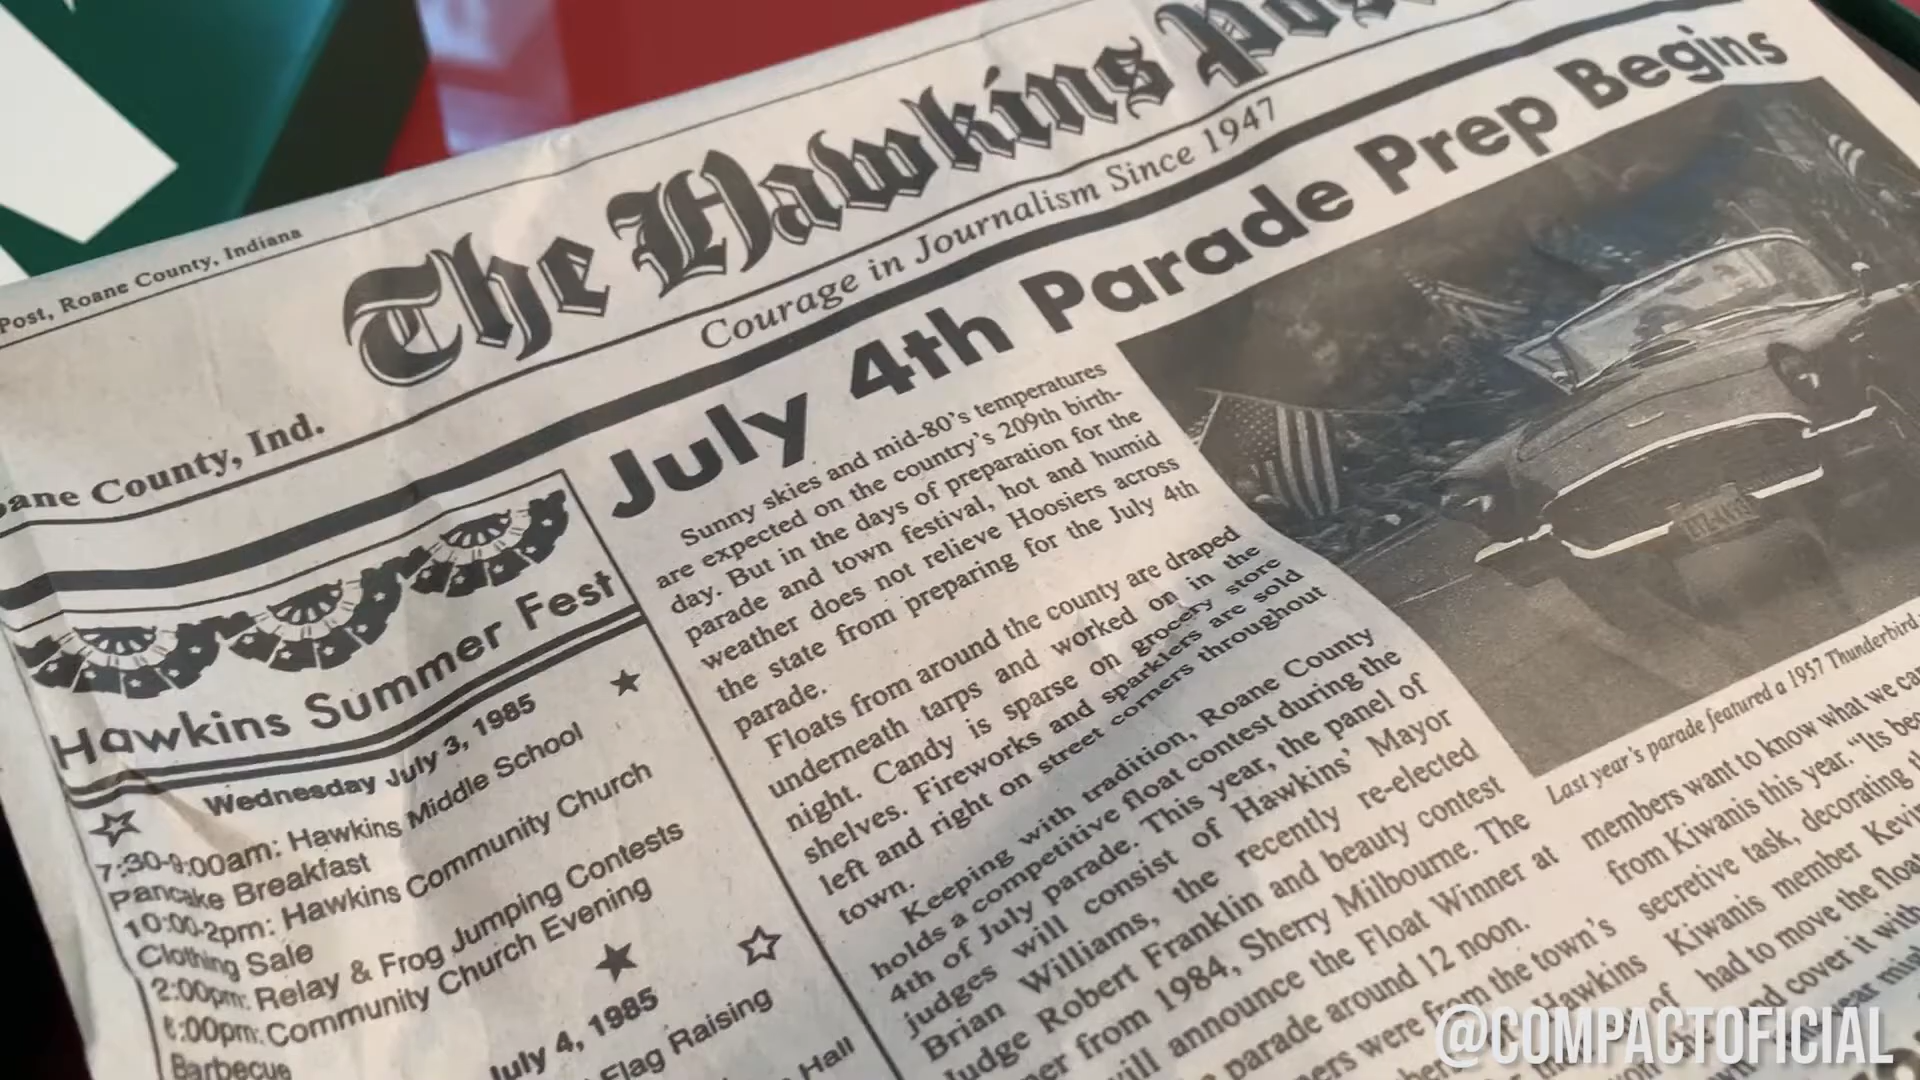 Post, Roane County, Indiana
The Hawkins Post
Courage in Journalism Since 1947
County, Ind.
July 4th Parade Prep Begins
Hawkins Summer Fest
Wednesday July 3, 1985
7:30-9:00am: Hawkins Middle School
Pancake Breakfast
10:00-2pm: Hawkins Community Church
Clothing Sale
2:00pm: Relay & Frog Jumping Contests
6:00pm: Community Church Evening
Barbecue
July 4, 1985
Flag Raising
Hall
Sunny skies and mid-80's temperatures
are expected on the country's 209th birth-
day. But in the days of preparation for the
parade and town festival, hot and humid
weather does not relieve Hoosiers across
the state from preparing for the July 4th
parade.
Floats from around the county are draped
underneath tarps and worked on in the
night. Candy is sparse on grocery store
shelves. Fireworks and sparklers are sold
left and right on street corners throughout
town.
Keeping with tradition, Roane County
holds a competitive float contest during the
4th of July parade. This year, the panel of
judges will consist of Hawkins' Mayor
Brian Williams, the recently re-elected
Judge Robert Franklin and beauty contest
from 1984, Sherry Milbourne. The
will announce the Float Winner at
parade around 12 noon.
were from the town's
Hawkins
of
Last year's parade featured a 1957 Thunderbird
members want to know what we can
from Kiwanis this year. "Its
secretive task, decorating
Kiwanis member
had to move the float
and cover it with
year
@COMPACTOFICIAL